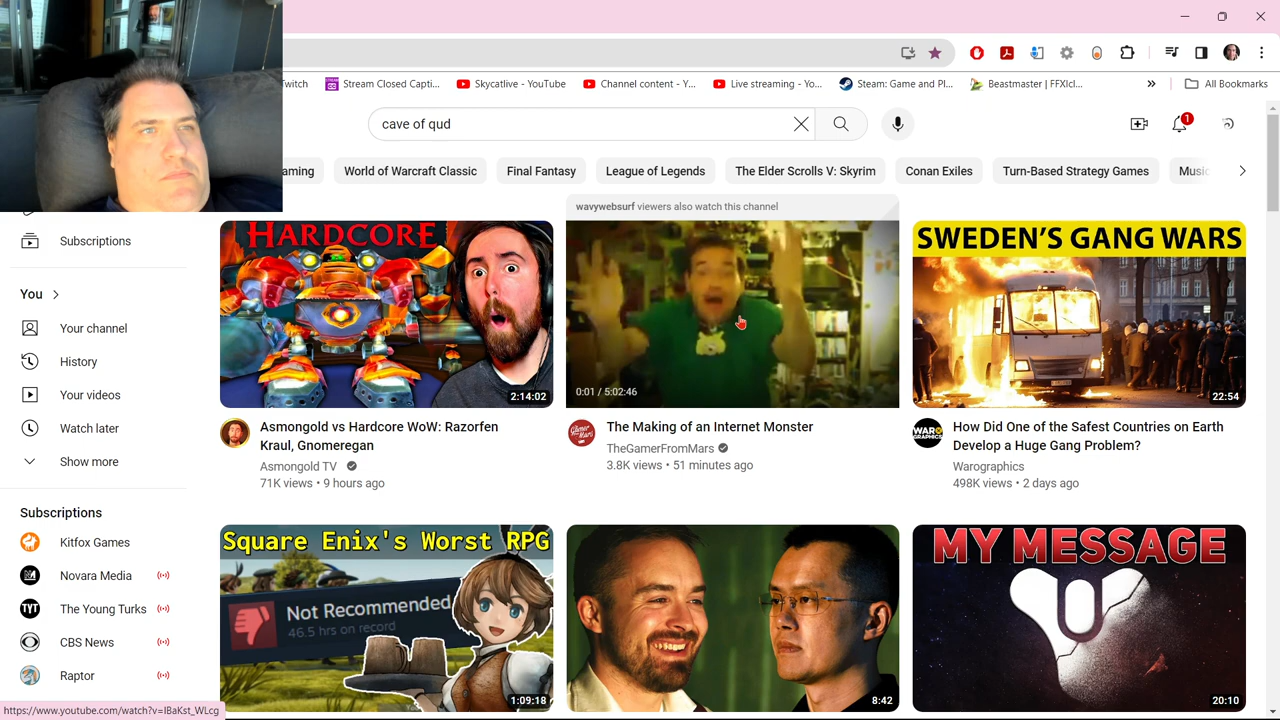 Twitch
Stream Closed Capti...
Skycatlive - YouTube
Channel content - Y...
Live streaming - Yo...
Steam: Game and Pl...
Beastmaster | FFXIcl...
»
All Bookmarks
cave of qud
1
aming
World of Warcraft Classic
Final Fantasy
League of Legends
The Elder Scrolls V: Skyrim
Conan Exiles
Turn-Based Strategy Games
Music
Subscriptions
You
Your channel
History
Your videos
Watch later
Show more
Subscriptions
Kitfox Games
Novara Media
TYT
The Young Turks
CBS News
Raptor
HARDCORE
2:14:02
Asmongold vs Hardcore WoW: Razorfen
Kraul, Gnomeregan
Asmongold TV
71K views • 9 hours ago
wavywebsurf viewers also watch this channel
0:01 / 5:02:46
The Making of an Internet Monster
TheGamerFromMars
3.8K views • 51 minutes ago
SWEDEN'S GANG WARS
22:54
WAR
GRAPHICS
How Did One of the Safest Countries on Earth
Develop a Huge Gang Problem?
Warographics
498K views • 2 days ago
Square Enix's Worst RPG
Not Recommended
46.5 hrs on record
1:09:18
8:42
MY MESSAGE
20:10
https://www.youtube.com/watch?v=IBaKst_WLcg